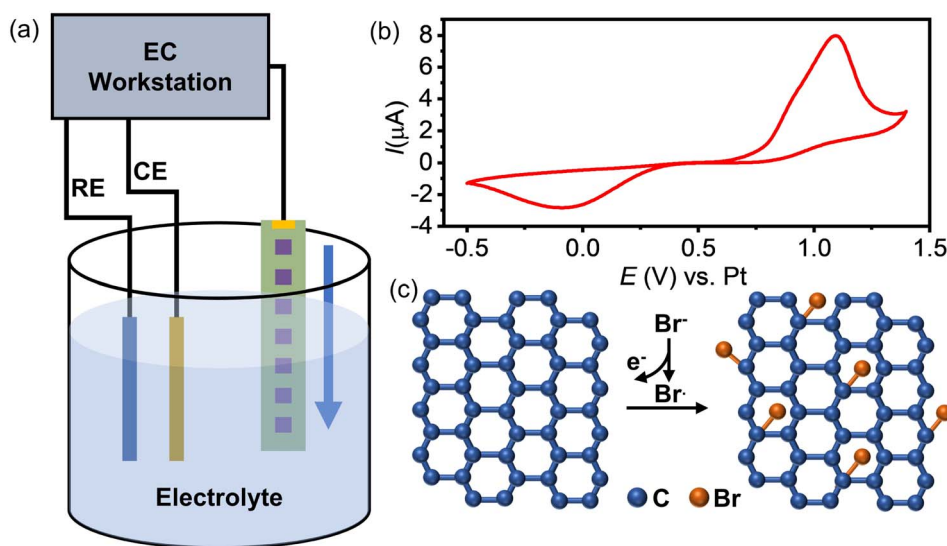 (a)
EC
Workstation
RE
CE
Electrolyte
(b)
I(μA)
8
6
4
2
0
-2
-4
-0.5
0.0
0.5
1.0
1.5
E (V) vs. Pt
(c)
Br⁻
e⁻
Br·
C
Br